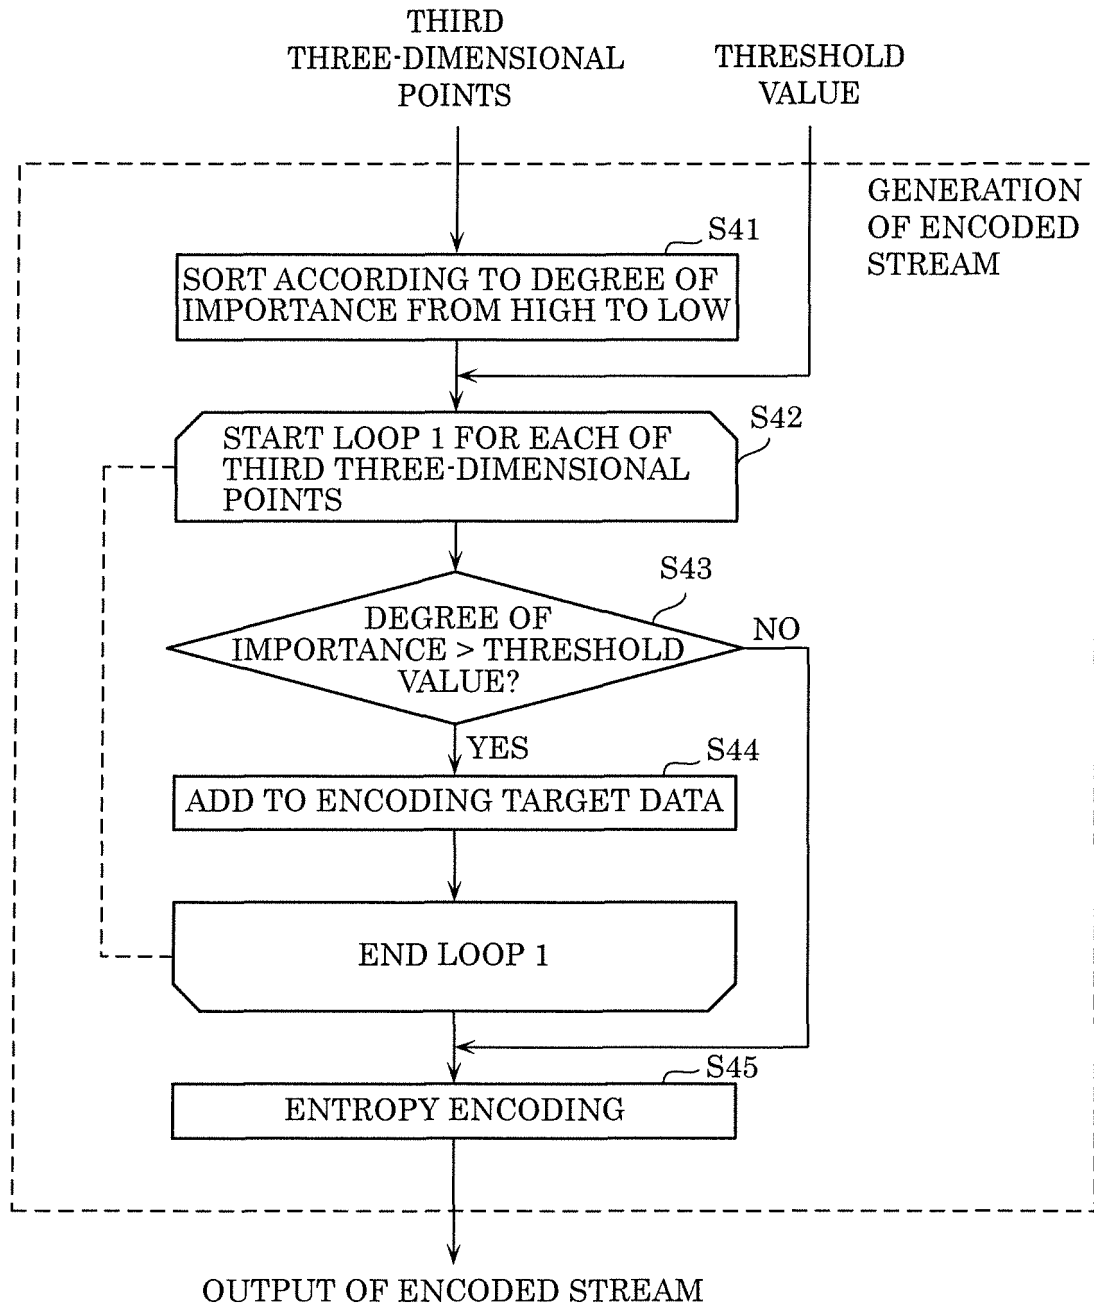 THIRD
THREE-DIMENSIONAL
POINTS
THRESHOLD
VALUE
GENERATION
OF ENCODED
STREAM
S41
SORT ACCORDING TO DEGREE OF
IMPORTANCE FROM HIGH TO LOW
S42
START LOOP 1 FOR EACH OF
THIRD THREE-DIMENSIONAL
POINTS
S43
DEGREE OF
IMPORTANCE > THRESHOLD
VALUE?
NO
YES
S44
ADD TO ENCODING TARGET DATA
END LOOP 1
S45
ENTROPY ENCODING
OUTPUT OF ENCODED STREAM